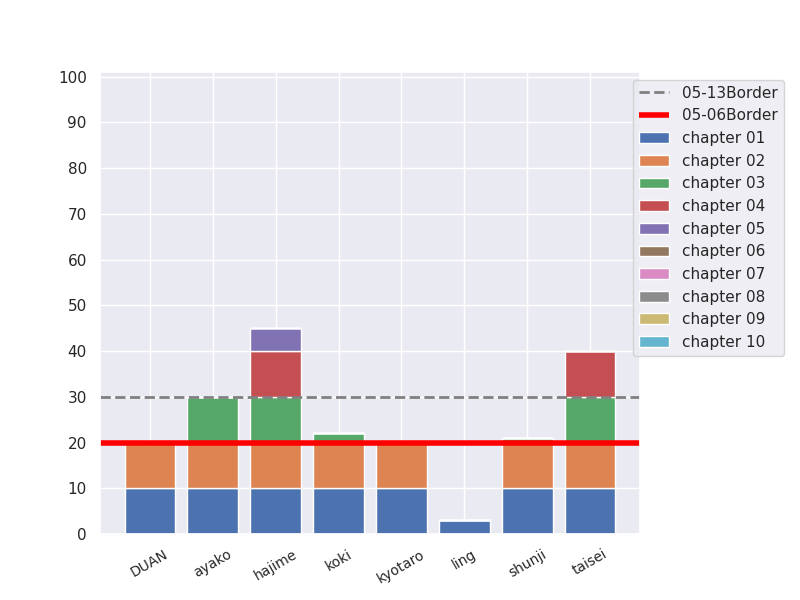 100
90
80
70
60
50
40
30
20
10
0
DUAN
ayako
hajime
koki
kyotaro
ling
shunji
taisei
05-13Border
05-06Border
chapter 01
chapter 02
chapter 03
chapter 04
chapter 05
chapter 06
chapter 07
chapter 08
chapter 09
chapter 10